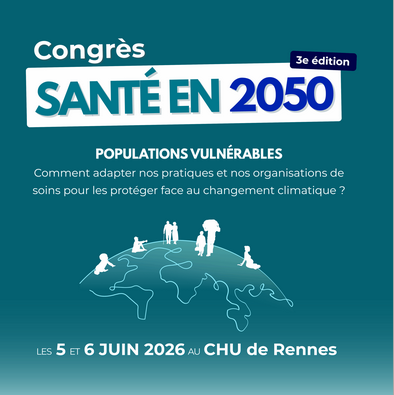 Congrès
3e édition
SANTÉ EN 2050
POPULATIONS VULNÉRABLES
Comment adapter nos pratiques et nos organisations de
soins pour les protéger face au changement climatique ?
LES 5 ET 6 JUIN 2026 AU CHU de Rennes